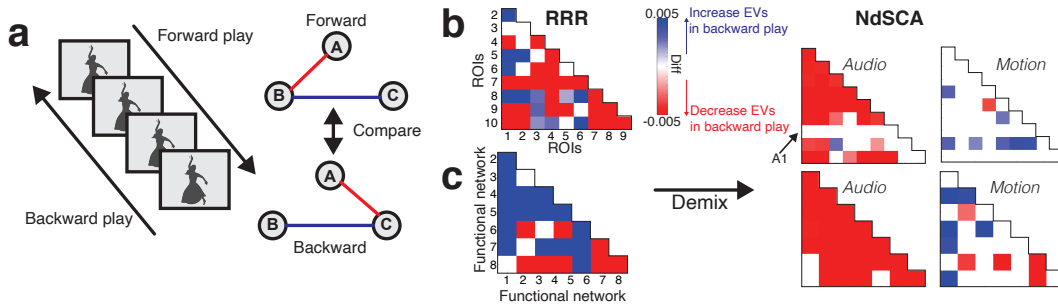 a
Forward play
Backward play
Forward
A
B
C
Compare
A
B
C
Backward
b
RRR
ROIs
2
3
4
5
6
7
8
9
10
1 2 3 4 5 6 7 8 9
ROIs
0.005
Diff
-0.005
Increase EVs
in backward play
Decrease EVs
in backward play
NdSCA
Audio
Motion
A1
c
Functional network
2
3
4
5
6
7
8
1 2 3 4 5 6 7 8
Functional network
Demix
Audio
Motion